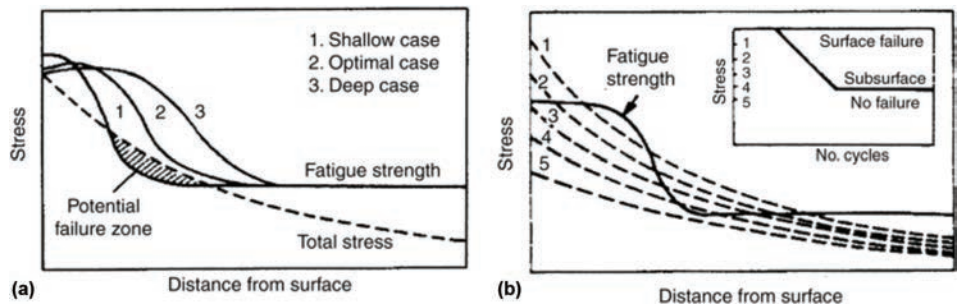 1. Shallow case
2. Optimal case
3. Deep case
1
2
3
Stress
Fatigue strength
Potential
failure zone
Total stress
(a)
Distance from surface
1
2
3
4
5
Fatigue
strength
Stress
1
2
3
4
5
Stress
Surface failure
Subsurface
No failure
No. cycles
(b)
Distance from surface